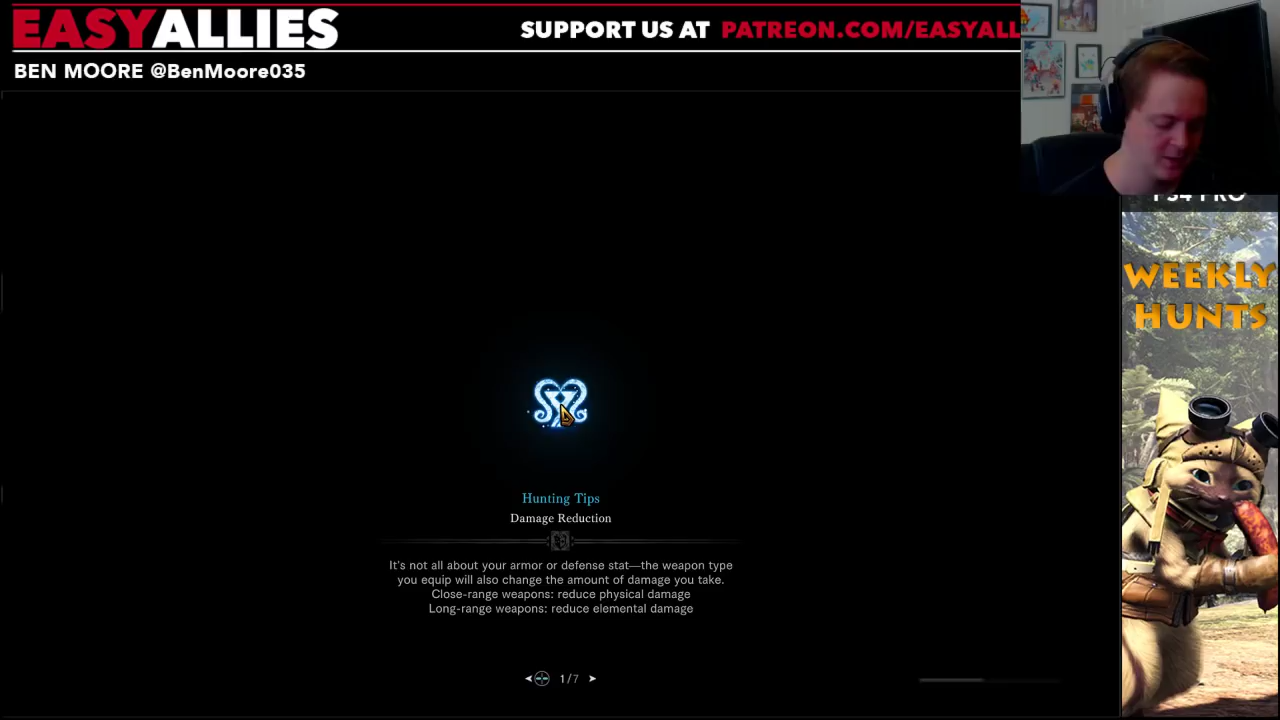 EASYALLIES
SUPPORT US AT PATREON.COM/EASYALL
BEN MOORE @BenMoore035
PS4 PRO
WEEKLY
HUNTS
Hunting Tips
Damage Reduction
It's not all about your armor or defense stat—the weapon type
you equip will also change the amount of damage you take.
Close-range weapons: reduce physical damage
Long-range weapons: reduce elemental damage
1/7